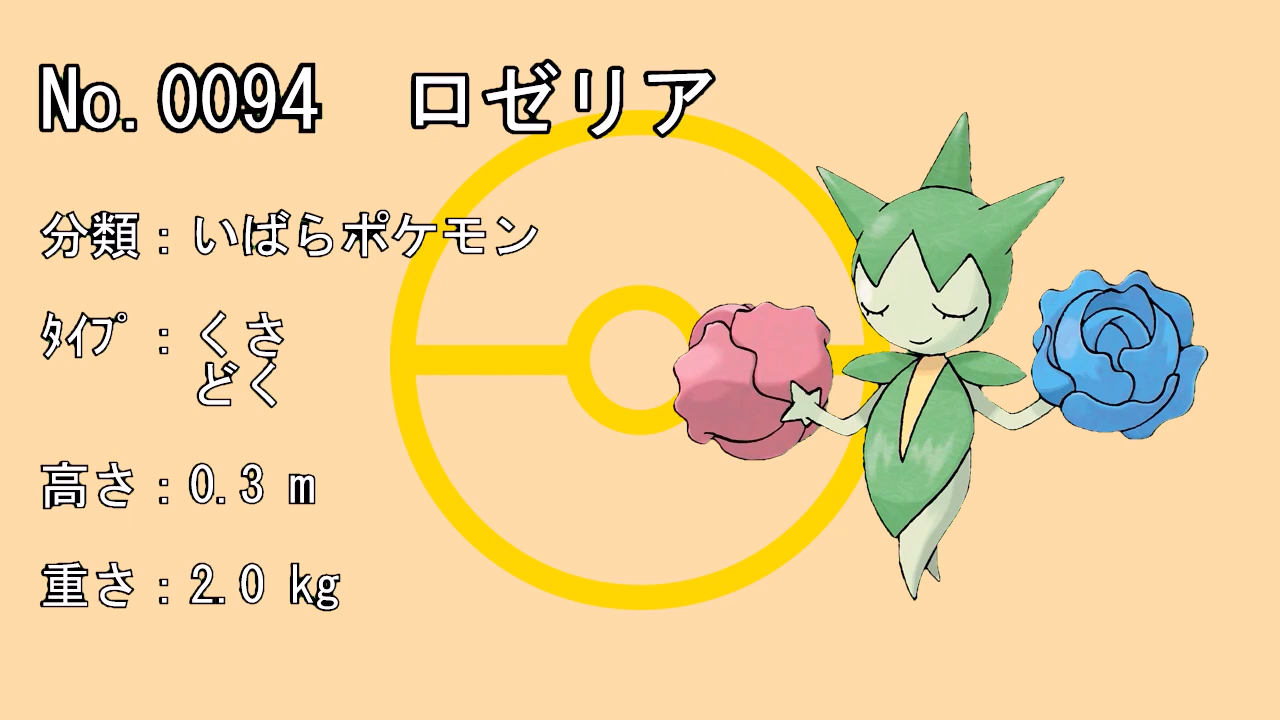 No.0094　ロゼリア
分類：いばらポケモン
ﾀｲﾌﾟ：くさ
どく
高さ：0.3 m
重さ：2.0 kg